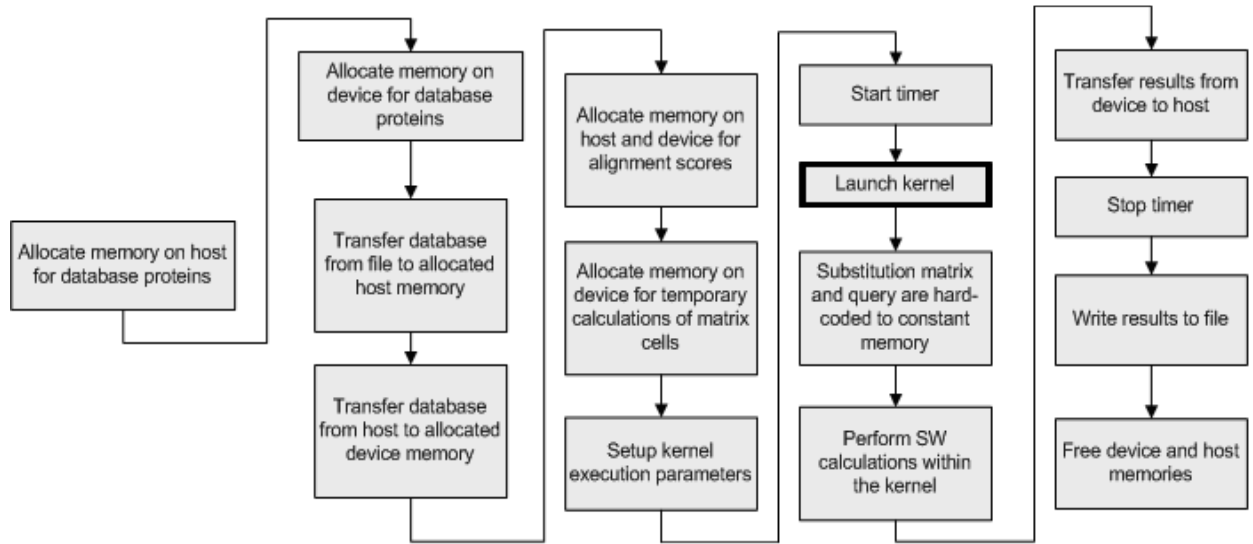 Allocate memory on host
for database proteins
Allocate memory on
device for database
proteins
Transfer database
from file to allocated
host memory
Transfer database
from host to allocated
device memory
Allocate memory on
host and device for
alignment scores
Allocate memory on
device for temporary
calculations of matrix
cells
Setup kernel
execution parameters
Start timer
Launch kernel
Substitution matrix
and query are hard-
coded to constant
memory
Perform SW
calculations within
the kernel
Transfer results from
device to host
Stop timer
Write results to file
Free device and host
memories